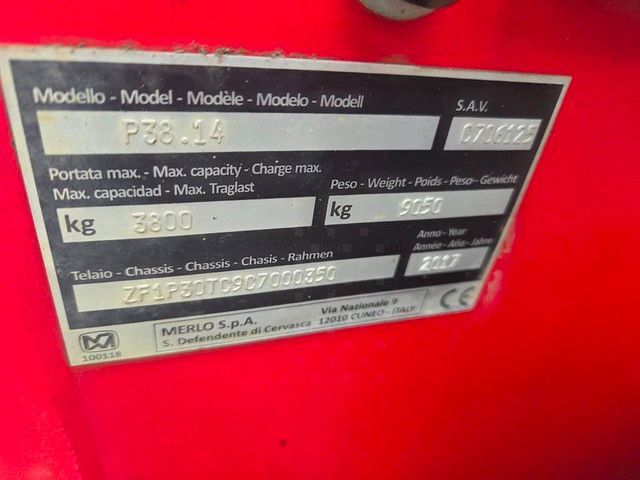 Modello - Model - Modèle - Modelo - Modell
S.A.V.
P38.14
C706125
Portata max. - Max. capacity - Charge max.
Max. capacidad - Max. Traglast
Peso - Weight - Poids - Peso - Gewicht
kg 3800
kg 9050
Anno - Year
Année - Año - Jahre
Telaio - Chassis - Chassis - Chasis - Rahmen
2017
ZF1P30TC9C7000350
MERLO S.p.A.
S. Defendente di Cervasca
Via Nazionale 9
12010 CUNEO - ITALY
CE
100118